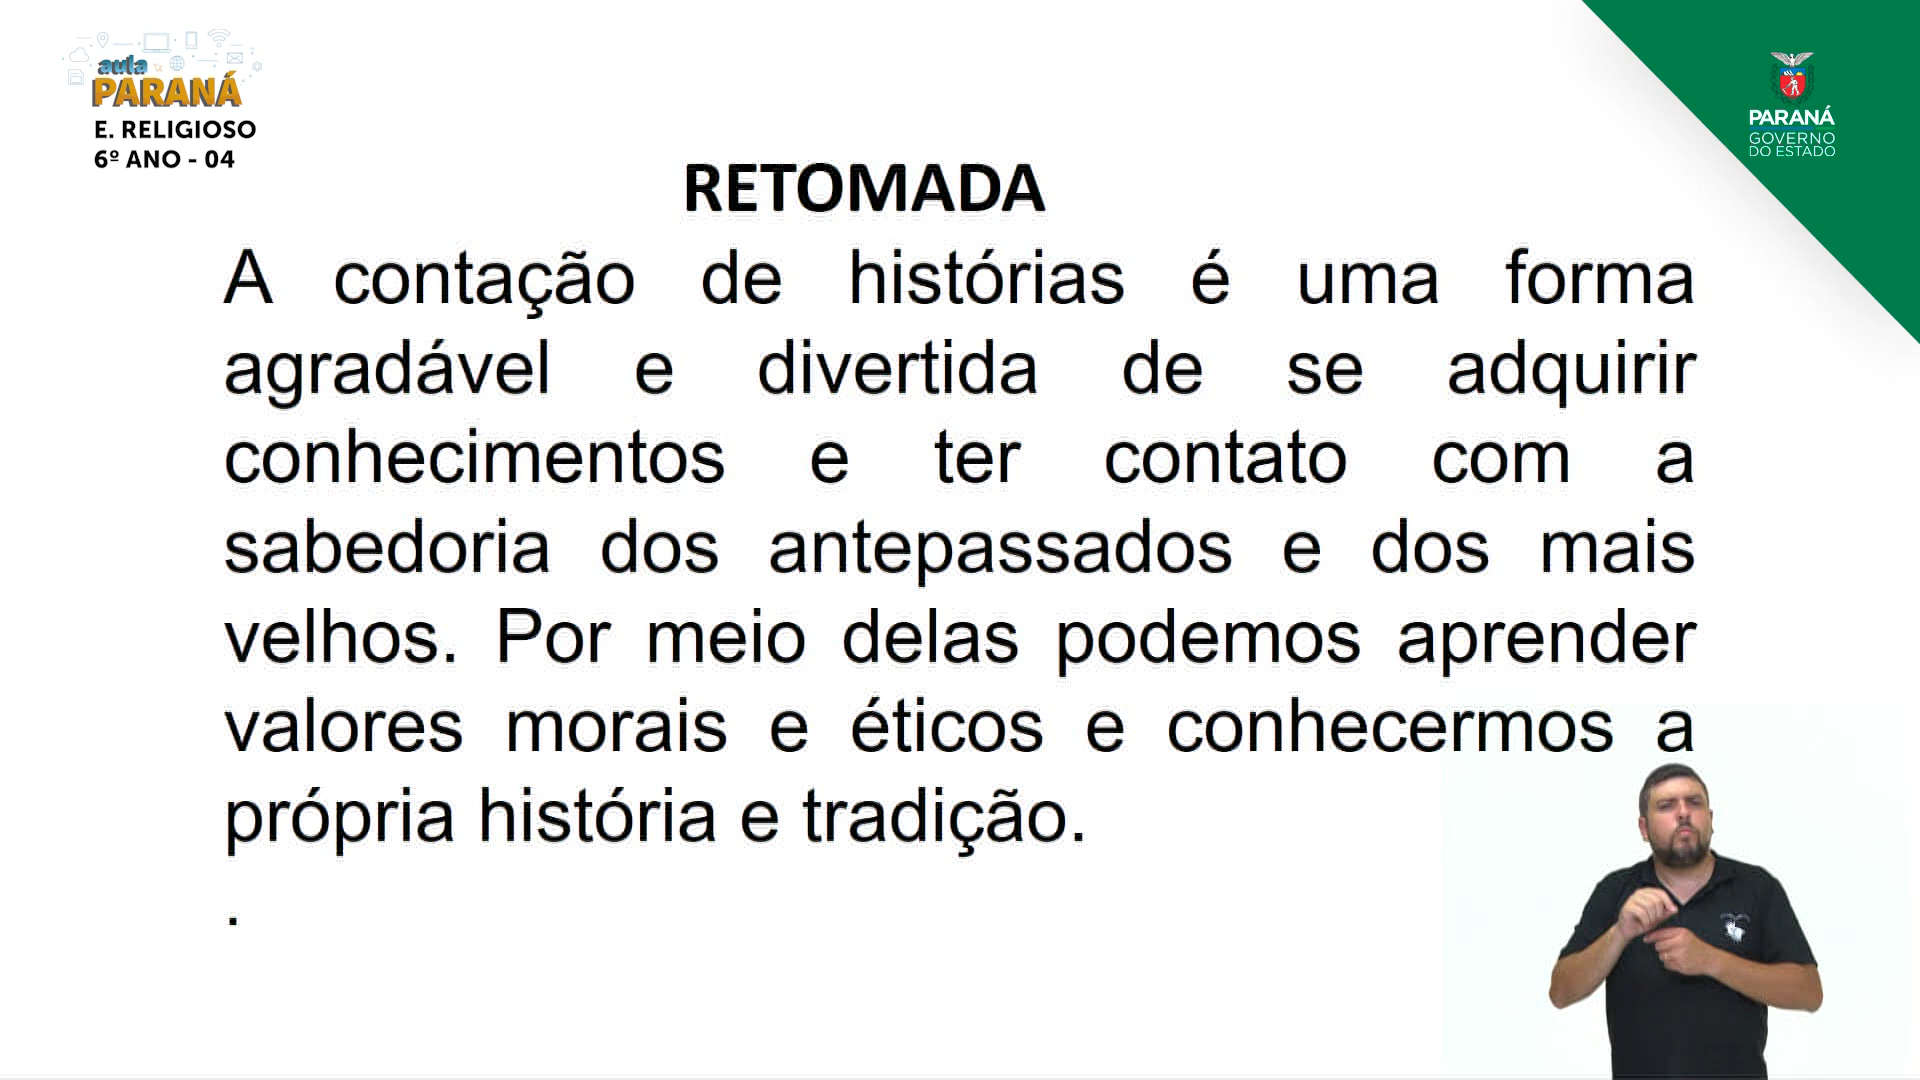 aula
PARANÁ
E. RELIGIOSO
6º ANO - 04
PARANÁ
GOVERNO
DO ESTADO
RETOMADA
A contação de histórias é uma forma
agradável e divertida de se adquirir
conhecimentos e ter contato com a
sabedoria dos antepassados e dos mais
velhos. Por meio delas podemos aprender
valores morais e éticos e conhecermos a
própria história e tradição.
.